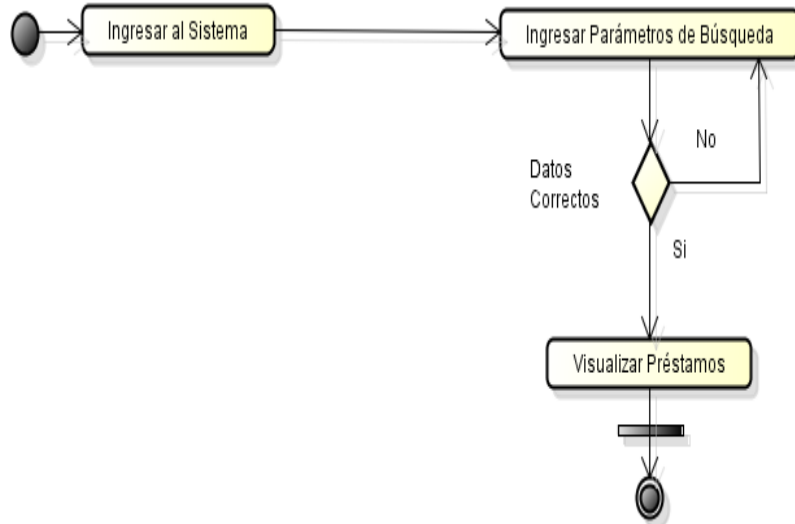 Ingresar al Sistema
Ingresar Parámetros de Búsqueda
No
Datos
Correctos
Si
Visualizar Préstamos